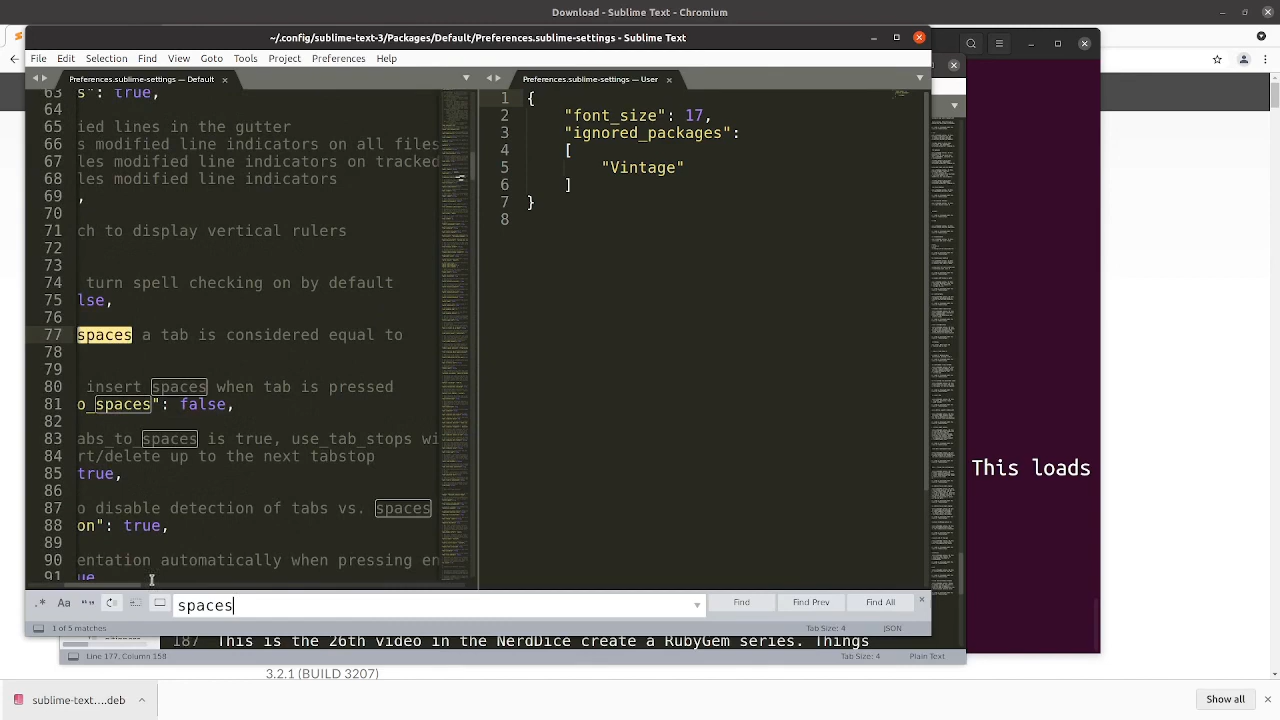 Download - Sublime Text - Chromium
~/.config/sublime-text-3/Packages/Default/Preferences.sublime-settings - Sublime Text
File Edit Selection Find View Goto Tools Project Preferences Help
Preferences.sublime-settings — Default
Preferences.sublime-settings — User
63 s": true,
64
65 ied lines in the gutter
66 s modified line indicators on all files
67 les modified line indicators on tracked
68 les modified line indicators
69
70
71 ch to display vertical rulers
72
73
74 turn spell checking on by default
75 alse,
76
77 spaces a tab is considered equal to
78
79
80 insert spaces when tab is pressed
81 o_spaces": false,
82
83 abs_to_spaces is true, use_tab_stops wi
84 ert/delete up to the next tabstop
85 true,
86
87 disable detection of tabs vs. spaces
88 on": true,
89
90 entation automatically when pressing en
91 ue
1 {
2 "font_size": 17,
3 "ignored_packages":
4 [
5 "Vintage"
6 ]
7 }
8
This loads
.* Aa “” spaces Find Find Prev Find All
1 of 5 matches Tab Size: 4 JSON
187 This is the 26th video in the NerdDice create a RubyGem series. Things
Line 177, Column 158 Tab Size: 4 Plain Text
3.2.1 (BUILD 3207)
sublime-text....deb Show all